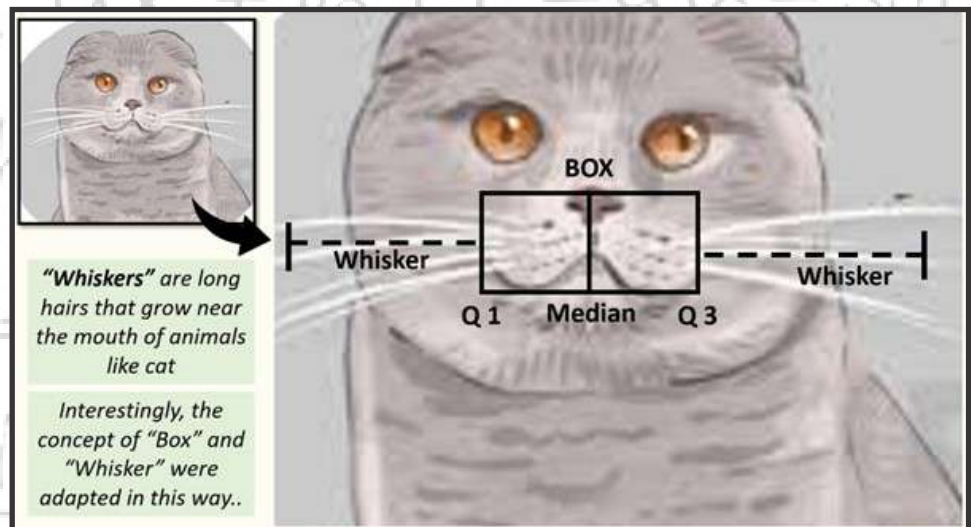 “Whiskers” are long
hairs that grow near
the mouth of animals
like cat
Interestingly, the
concept of “Box” and
“Whisker” were
adapted in this way..
BOX
Whisker
Whisker
Q 1 Median Q 3